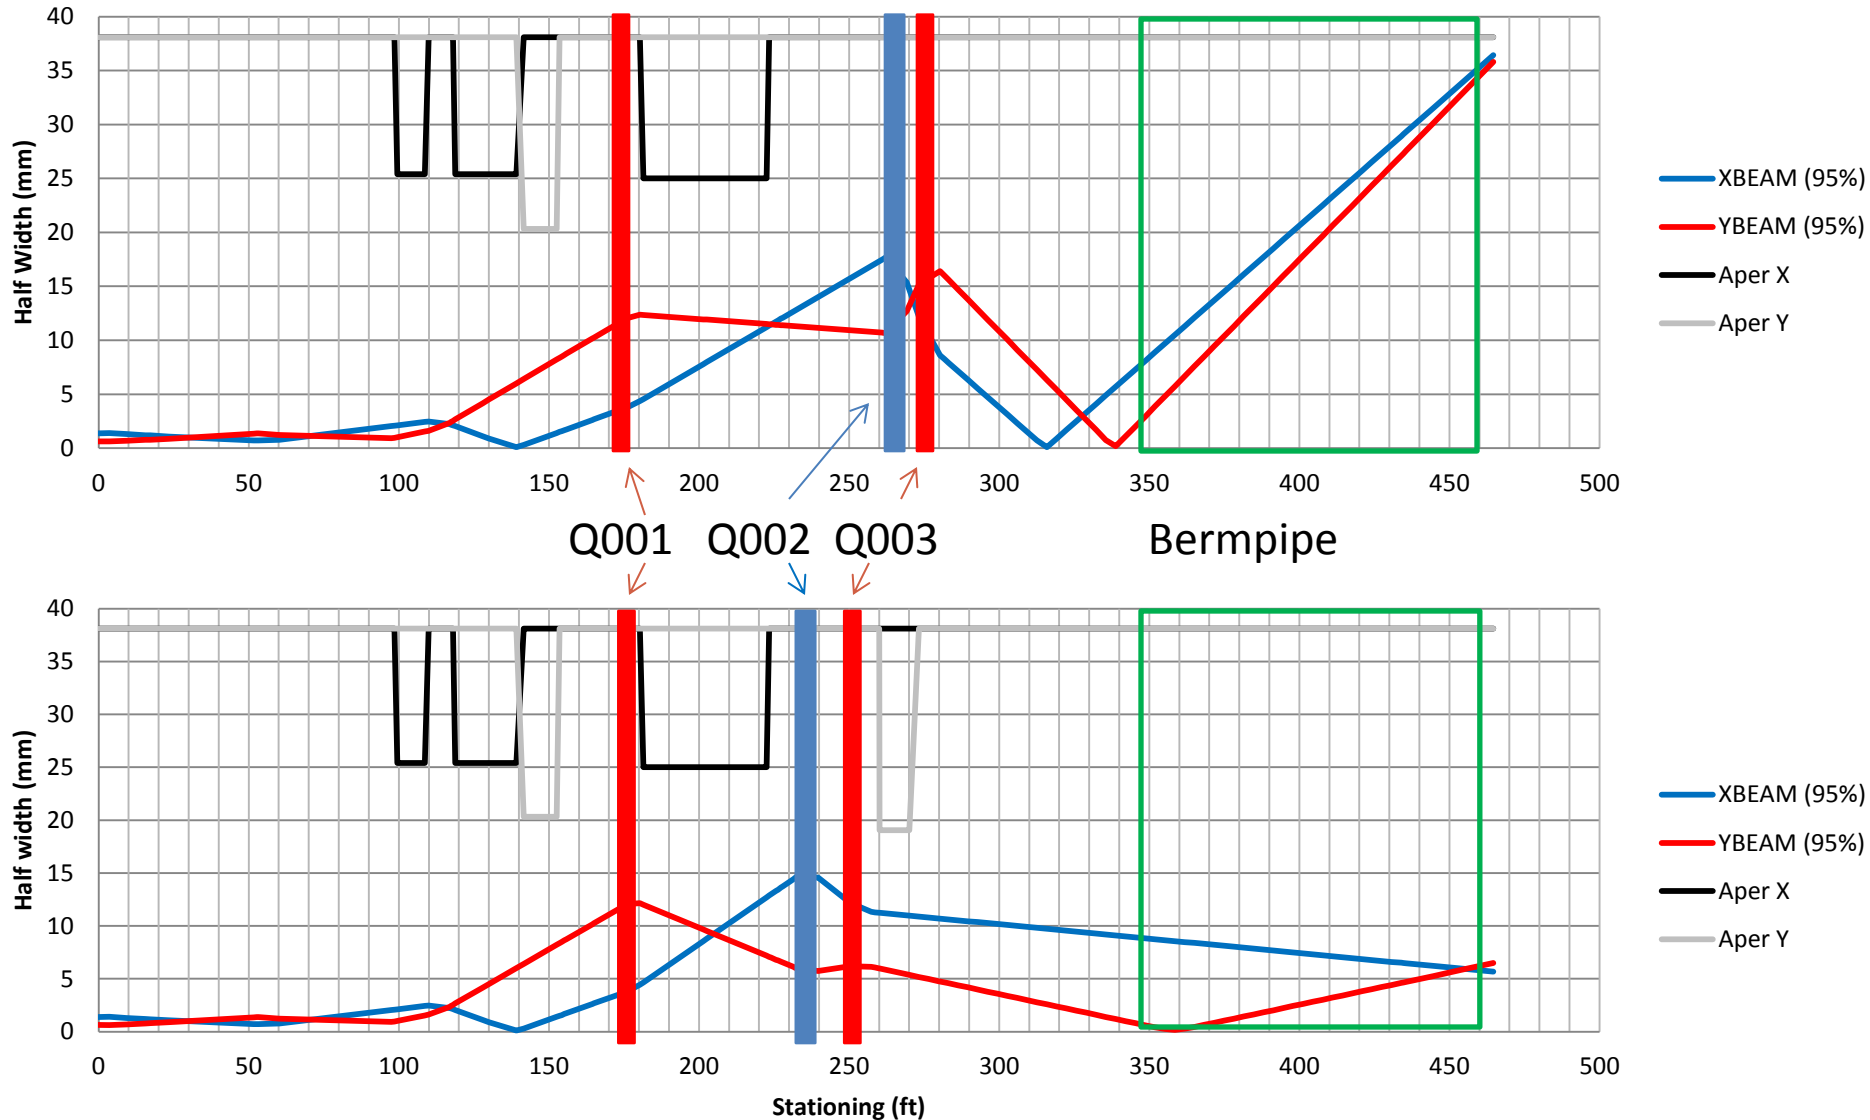 40
35
30
25
20
15
10
5
0
Half Width (mm)
0 50 100 150 200 250 300 350 400 450 500
XBEAM (95%)
YBEAM (95%)
Aper X
Aper Y
Q001 Q002 Q003 Bermpipe
40
35
30
25
20
15
10
5
0
Half width (mm)
0 50 100 150 200 250 300 350 400 450 500
Stationing (ft)
XBEAM (95%)
YBEAM (95%)
Aper X
Aper Y